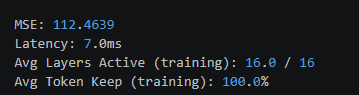 MSE: 112.4639
Latency: 7.0ms
Avg Layers Active (training): 16.0 / 16
Avg Token Keep (training): 100.0%